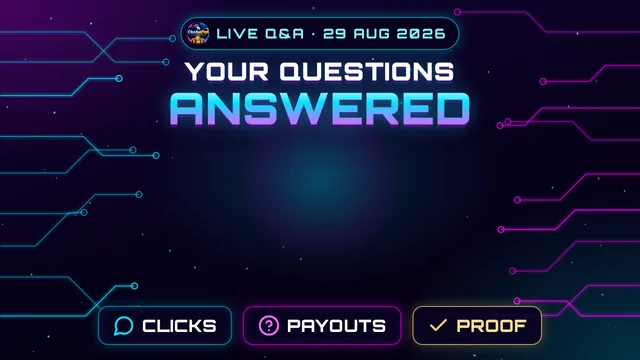 LIVE Q&A · 29 AUG 2026
YOUR QUESTIONS
ANSWERED
CLICKS
PAYOUTS
PROOF